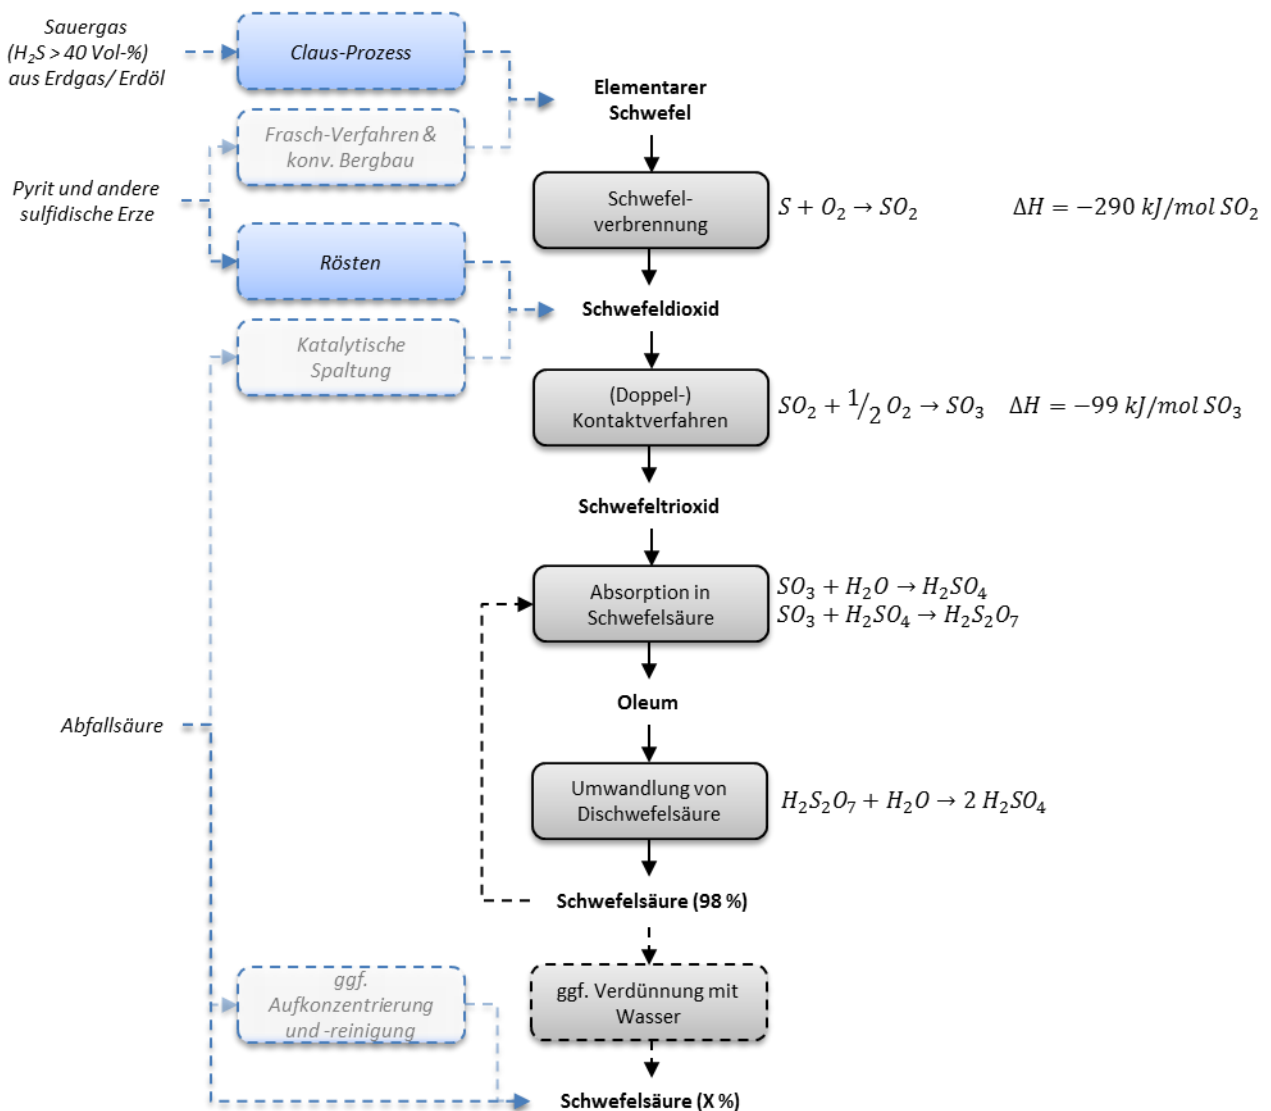 Sauergas
(H₂S > 40 Vol-%)
aus Erdgas/ Erdöl
Claus-Prozess
Elementarer
Schwefel
Frasch-Verfahren &
konv. Bergbau
Pyrit und andere
sulfidische Erze
Schwefel-
verbrennung
S + O₂ → SO₂
ΔH = −290 kJ/mol SO₂
Rösten
Schwefeldioxid
Katalytische
Spaltung
(Doppel-)
Kontaktverfahren
SO₂ + 1/2 O₂ → SO₃
ΔH = −99 kJ/mol SO₃
Schwefeltrioxid
Absorption in
Schwefelsäure
SO₃ + H₂O → H₂SO₄
SO₃ + H₂SO₄ → H₂S₂O₇
Oleum
Abfallsäure
Umwandlung von
Dischwefelsäure
H₂S₂O₇ + H₂O → 2 H₂SO₄
Schwefelsäure (98 %)
ggf.
Aufkonzentrierung
und -reinigung
ggf. Verdünnung mit
Wasser
Schwefelsäure (X %)